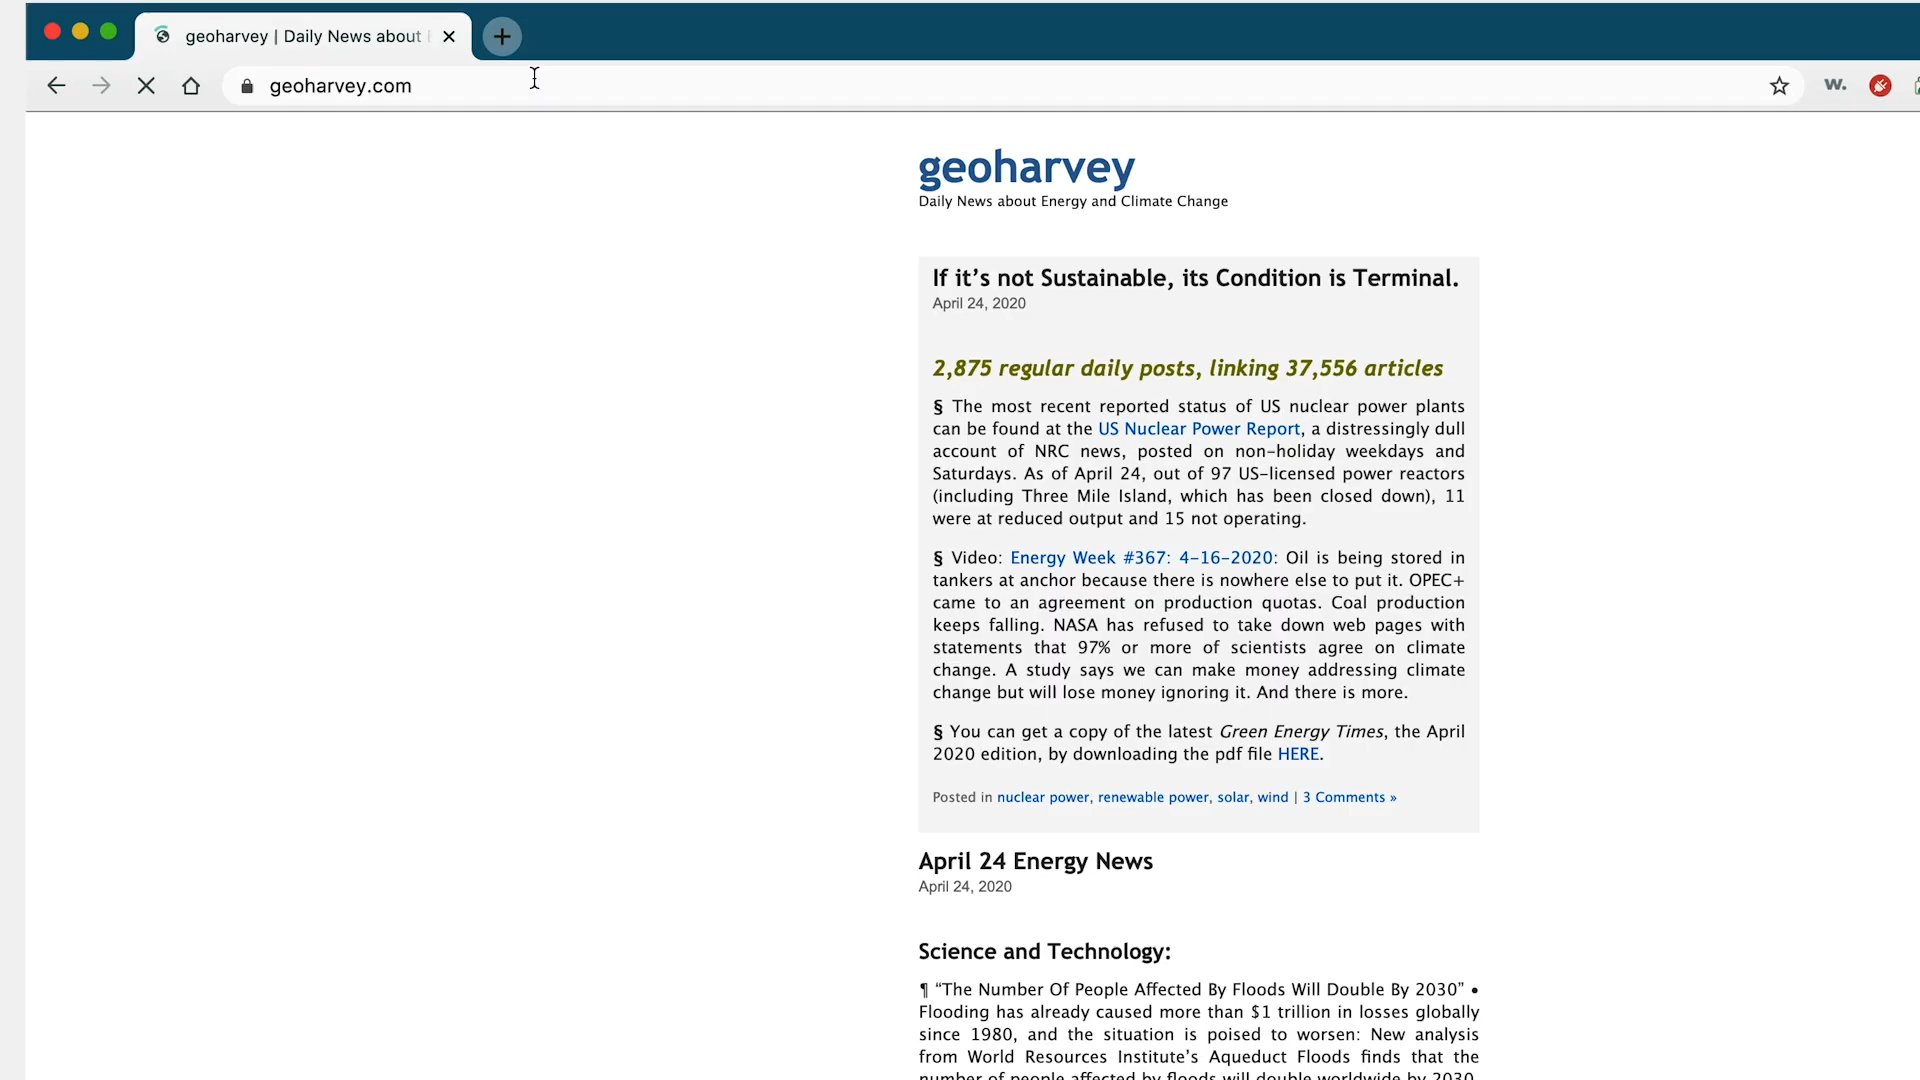 geoharvey | Daily News about
geoharvey.com
W.
geoharvey
Daily News about Energy and Climate Change
If it’s not Sustainable, its Condition is Terminal.
April 24, 2020
2,875 regular daily posts, linking 37,556 articles
§ The most recent reported status of US nuclear power plants
can be found at the US Nuclear Power Report, a distressingly dull
account of NRC news, posted on non-holiday weekdays and
Saturdays. As of April 24, out of 97 US-licensed power reactors
(including Three Mile Island, which has been closed down), 11
were at reduced output and 15 not operating.
§ Video: Energy Week #367: 4-16-2020: Oil is being stored in
tankers at anchor because there is nowhere else to put it. OPEC+
came to an agreement on production quotas. Coal production
keeps falling. NASA has refused to take down web pages with
statements that 97% or more of scientists agree on climate
change. A study says we can make money addressing climate
change but will lose money ignoring it. And there is more.
§ You can get a copy of the latest Green Energy Times, the April
2020 edition, by downloading the pdf file HERE.
Posted in nuclear power, renewable power, solar, wind | 3 Comments »
April 24 Energy News
April 24, 2020
Science and Technology:
¶ “The Number Of People Affected By Floods Will Double By 2030” •
Flooding has already caused more than $1 trillion in losses globally
since 1980, and the situation is poised to worsen: New analysis
from World Resources Institute’s Aqueduct Floods finds that the
number of people affected by floods will double worldwide by 2030.